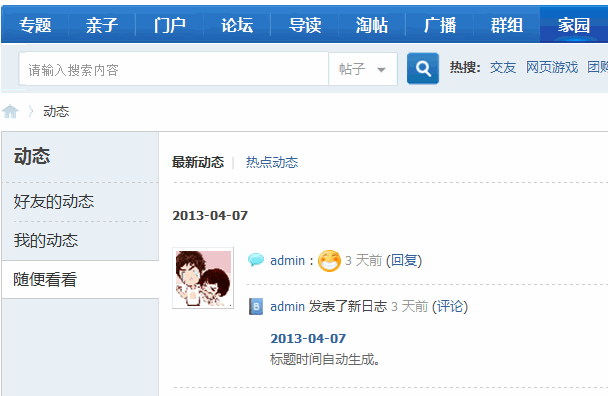 专题 亲子 门户 论坛 导读 淘帖 广播 群组 家园
请输入搜索内容 帖子 热搜: 交友 网页游戏 团购
动态
动态
好友的动态
我的动态
随便看看
最新动态 热点动态
2013-04-07
admin : 3 天前 (回复)
admin 发表了新日志 3 天前 (评论)
2013-04-07
标题时间自动生成。